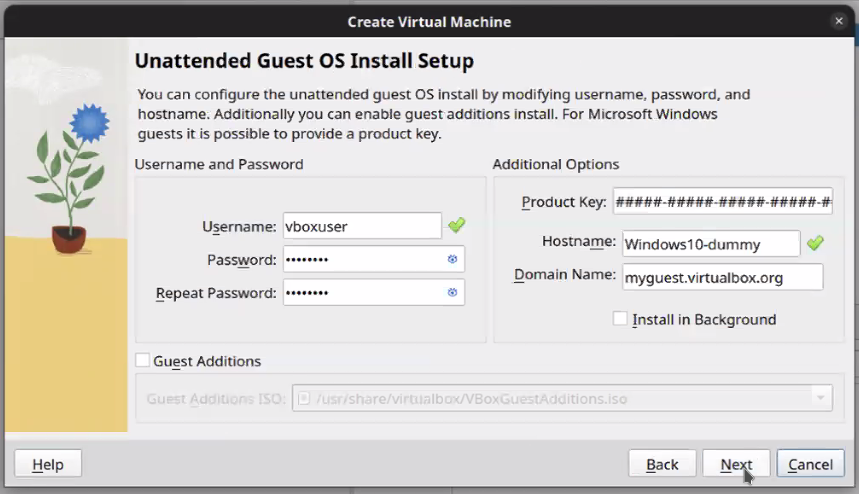 Create Virtual Machine
Unattended Guest OS Install Setup
You can configure the unattended guest OS install by modifying username, password, and
hostname. Additionally you can enable guest additions install. For Microsoft Windows
guests it is possible to provide a product key.
Username and Password
Username: vboxuser
Password: ••••••••
Repeat Password: ••••••••
Additional Options
Product Key: #####-#####-#####-#####-#
Hostname: Windows10-dummy
Domain Name: myguest.virtualbox.org
Install in Background
Guest Additions
Guest Additions ISO: /usr/share/virtualbox/VBoxGuestAdditions.iso
Help
Back
Next
Cancel